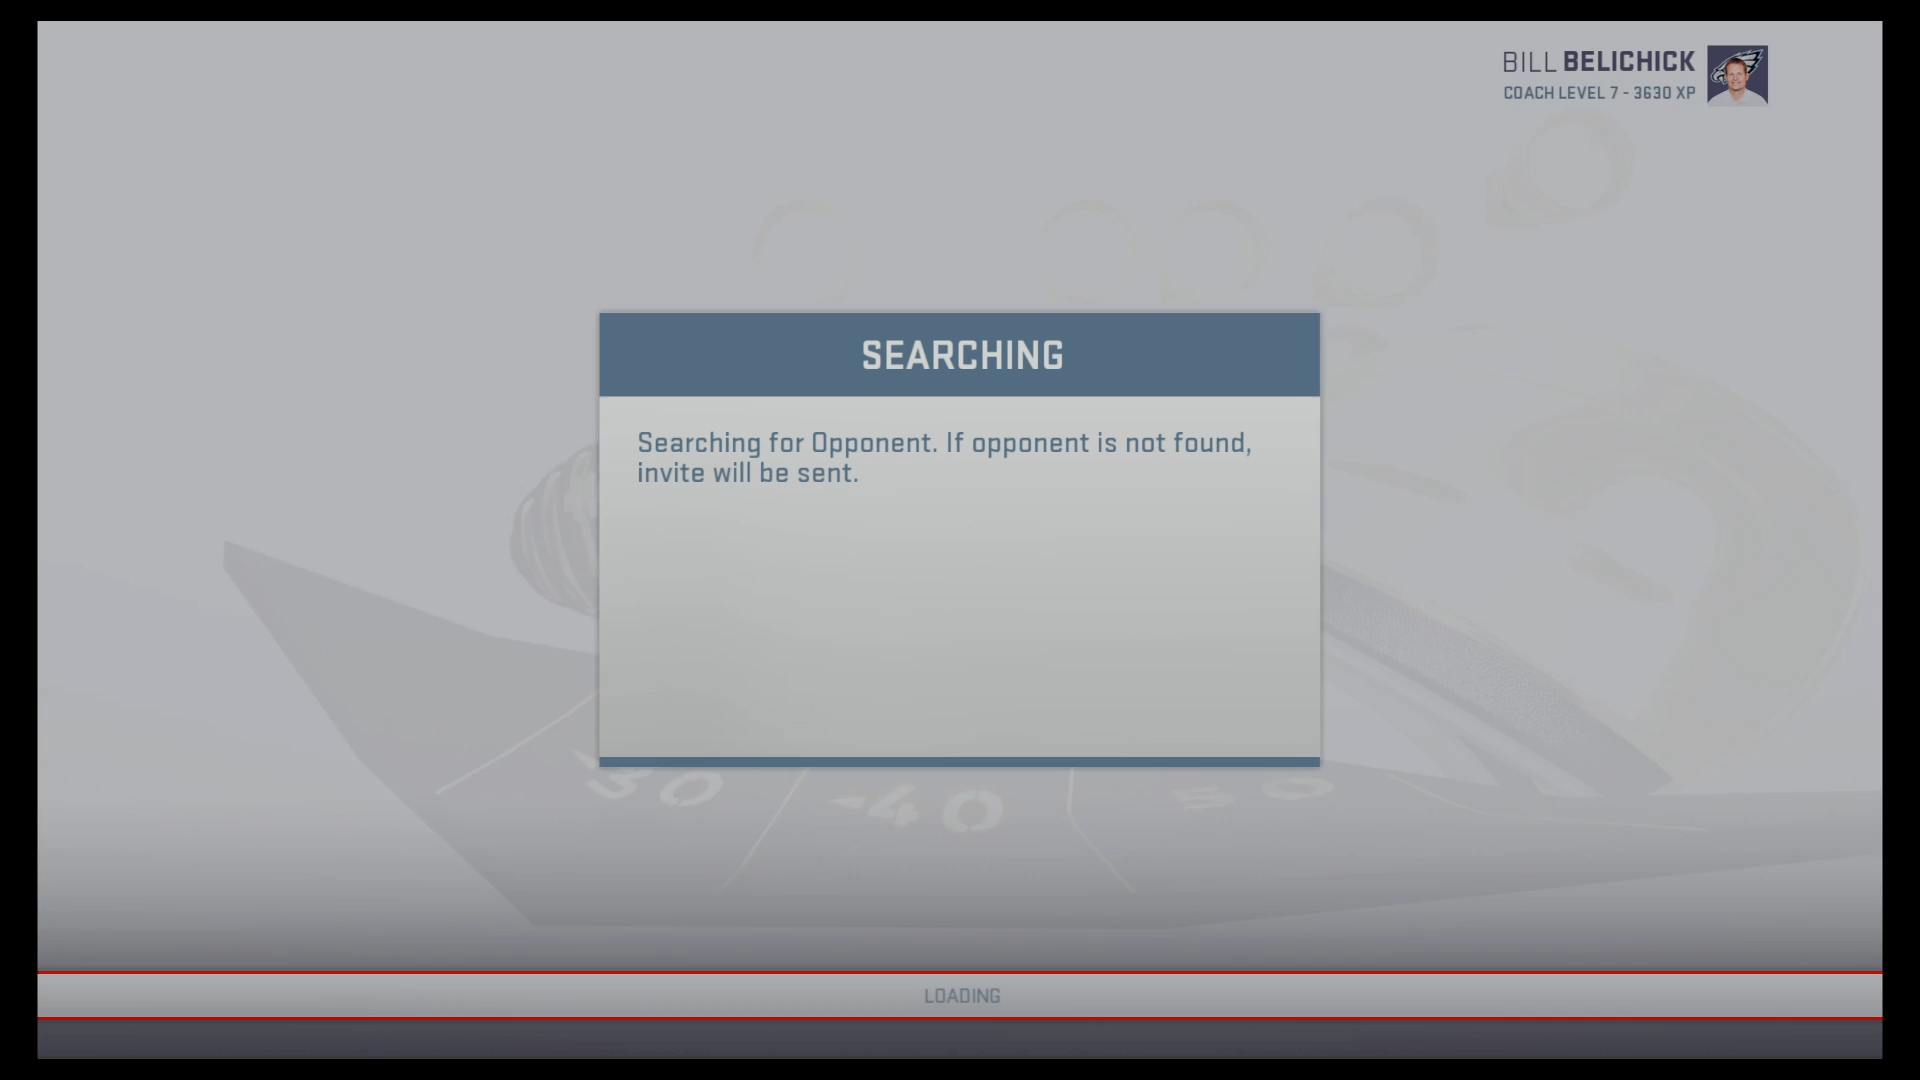 BILL BELICHICK
COACH LEVEL 7 - 3630 XP
SEARCHING
Searching for Opponent. If opponent is not found,
invite will be sent.
30
-40
50
LOADING